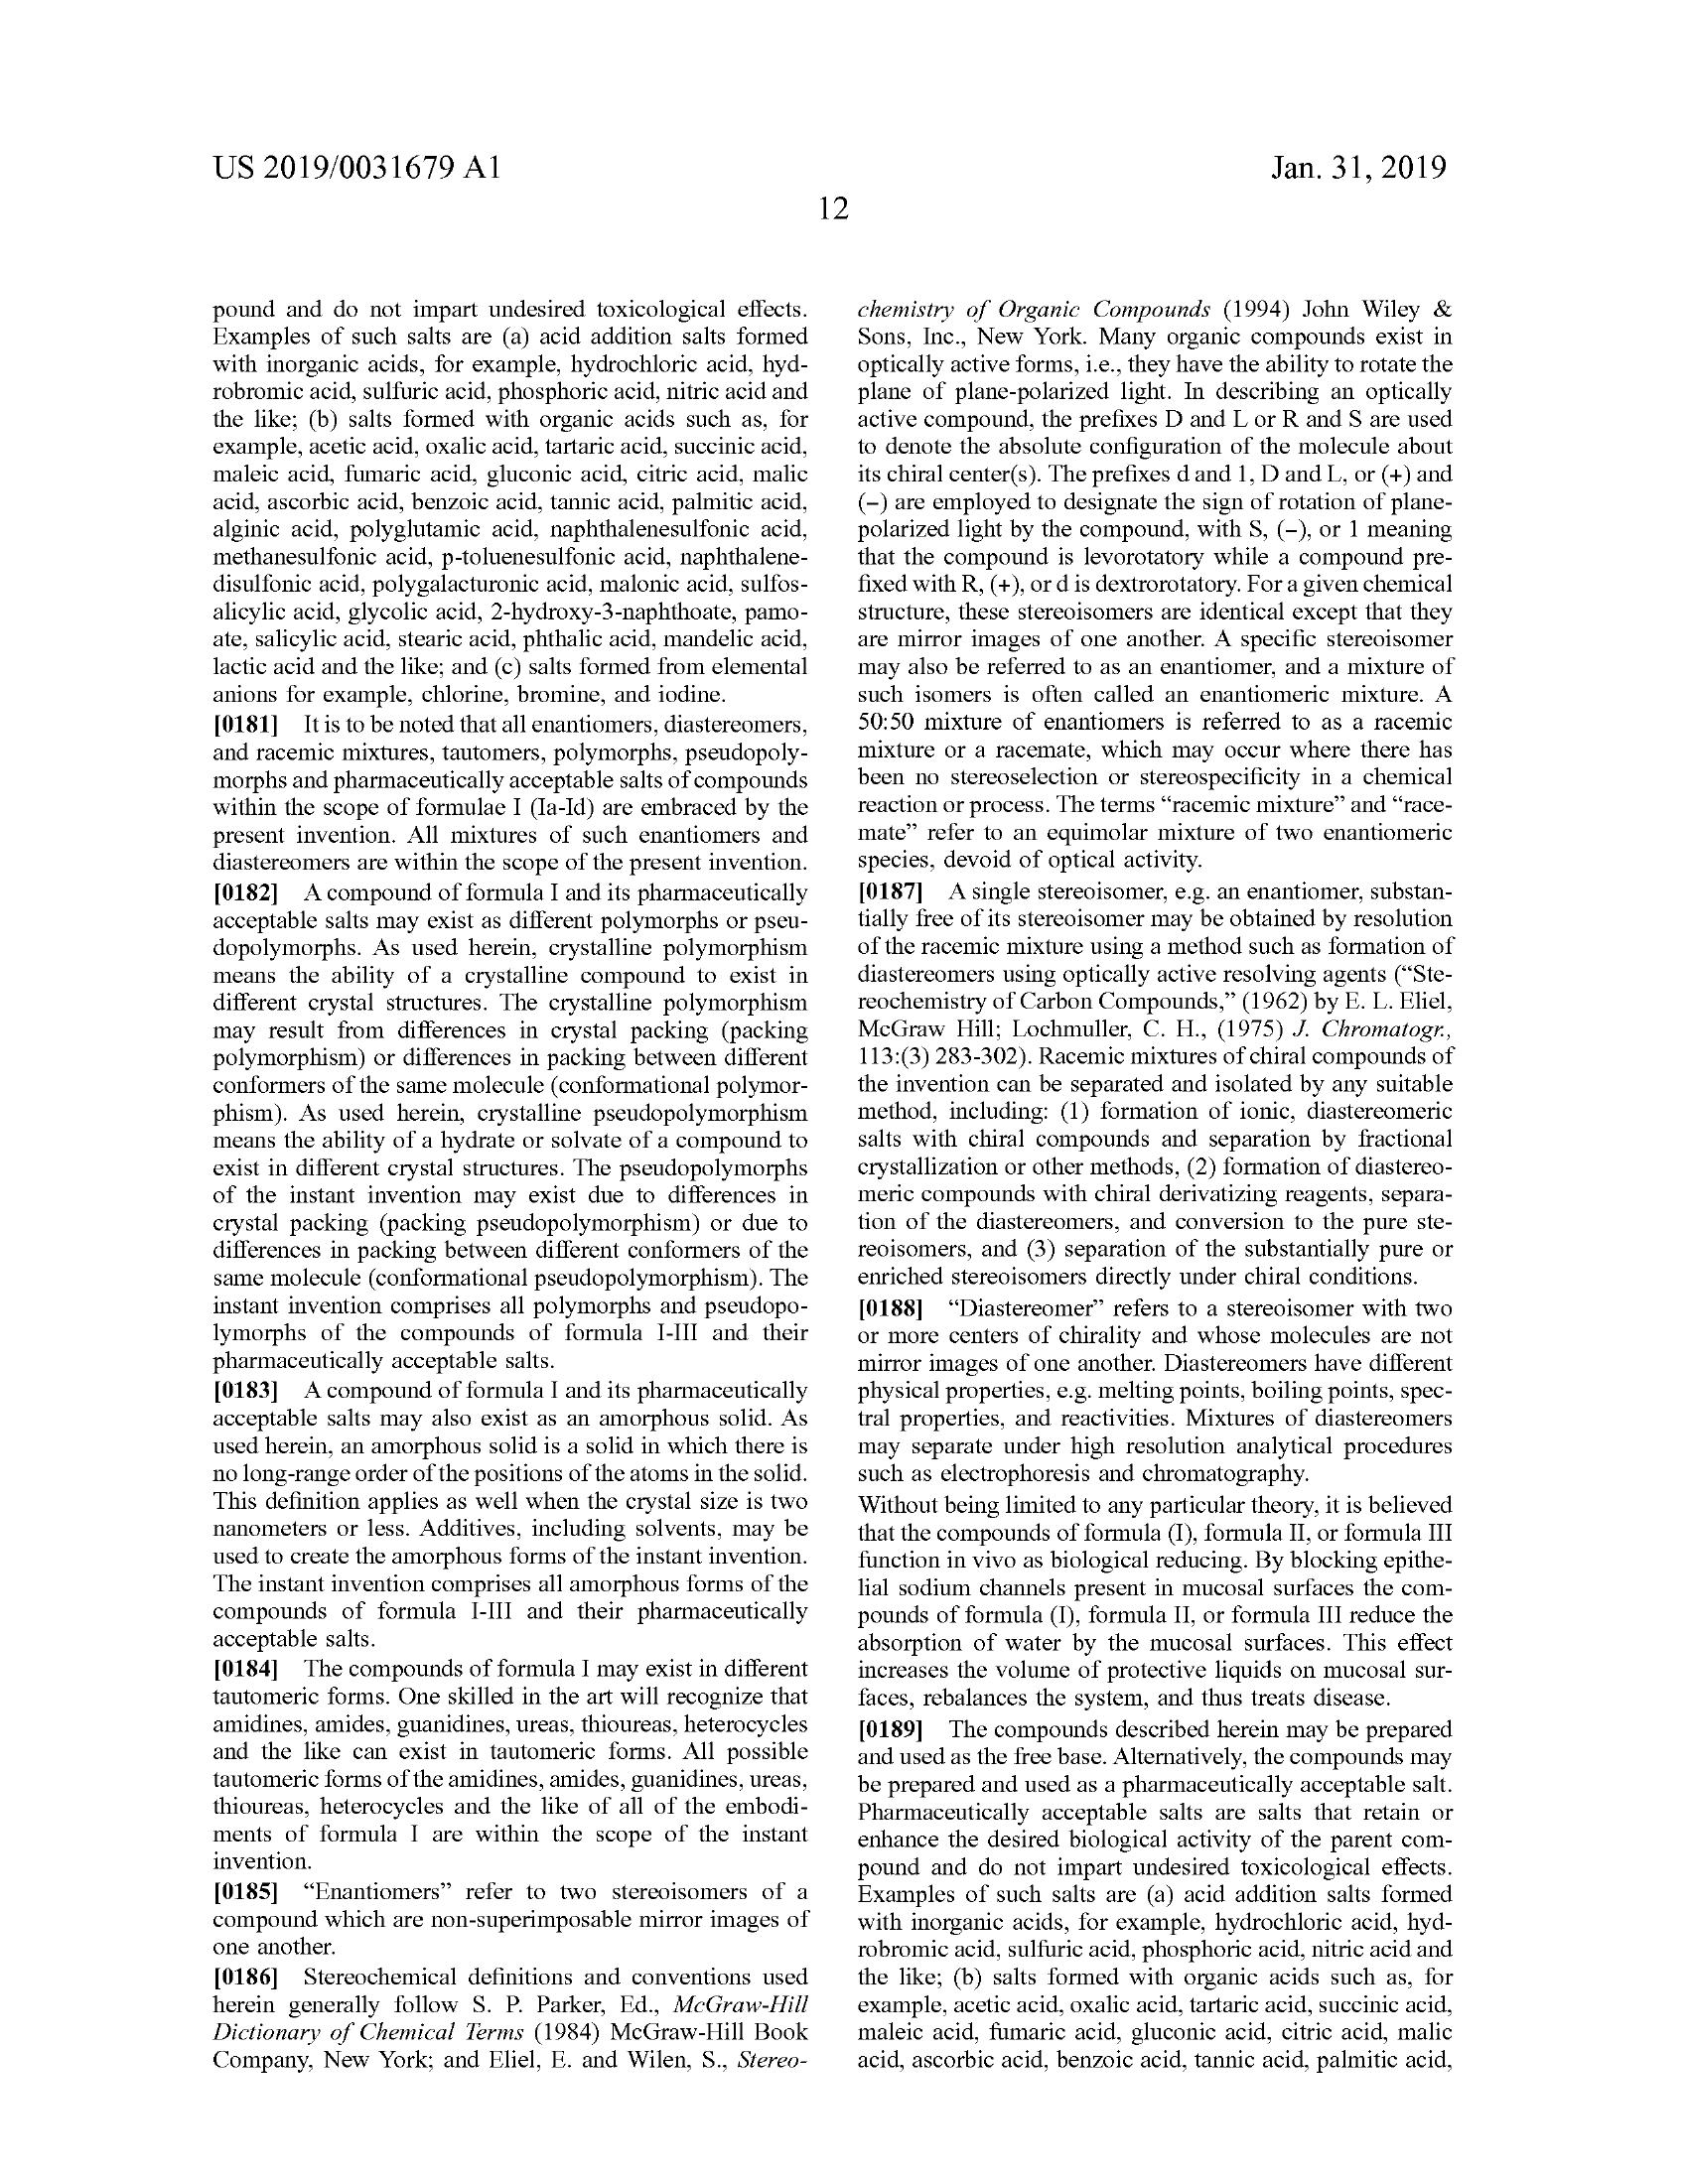 US 2019/0031679 A1
Jan. 31, 2019
12
pound and do not impart undesired toxicological effects.
Examples of such salts are (a) acid addition salts formed
with inorganic acids, for example, hydrochloric acid, hyd-
robromic acid, sulfuric acid, phosphoric acid, nitric acid and
the like; (b) salts formed with organic acids such as, for
example, acetic acid, oxalic acid, tartaric acid, succinic acid,
maleic acid, fumaric acid, gluconic acid, citric acid, malic
acid, ascorbic acid, benzoic acid, tannic acid, palmitic acid,
alginic acid, polyglutamic acid, naphthalenesulfonic acid,
methanesulfonic acid, p-toluenesulfonic acid, naphthalene-
disulfonic acid, polygalacturonic acid, malonic acid, sulfos-
alicylic acid, glycolic acid, 2-hydroxy-3-naphthoate, pamo-
ate, salicylic acid, stearic acid, phthalic acid, mandelic acid,
lactic acid and the like; and (c) salts formed from elemental
anions for example, chlorine, bromine, and iodine.
[0181] It is to be noted that all enantiomers, diastereomers,
and racemic mixtures, tautomers, polymorphs, pseudopoly-
morphs and pharmaceutically acceptable salts of compounds
within the scope of formulae I (Ia-Id) are embraced by the
present invention. All mixtures of such enantiomers and
diastereomers are within the scope of the present invention.
[0182] A compound of formula I and its pharmaceutically
acceptable salts may exist as different polymorphs or pseu-
dopolymorphs. As used herein, crystalline polymorphism
means the ability of a crystalline compound to exist in
different crystal structures. The crystalline polymorphism
may result from differences in crystal packing (packing
polymorphism) or differences in packing between different
conformers of the same molecule (conformational polymor-
phism). As used herein, crystalline pseudopolymorphism
means the ability of a hydrate or solvate of a compound to
exist in different crystal structures. The pseudopolymorphs
of the instant invention may exist due to differences in
crystal packing (packing pseudopolymorphism) or due to
differences in packing between different conformers of the
same molecule (conformational pseudopolymorphism). The
instant invention comprises all polymorphs and pseudopo-
lymorphs of the compounds of formula I-III and their
pharmaceutically acceptable salts.
[0183] A compound of formula I and its pharmaceutically
acceptable salts may also exist as an amorphous solid. As
used herein, an amorphous solid is a solid in which there is
no long-range order of the positions of the atoms in the solid.
This definition applies as well when the crystal size is two
nanometers or less. Additives, including solvents, may be
used to create the amorphous forms of the instant invention.
The instant invention comprises all amorphous forms of the
compounds of formula I-III and their pharmaceutically
acceptable salts.
[0184] The compounds of formula I may exist in different
tautomeric forms. One skilled in the art will recognize that
amidines, amides, guanidines, ureas, thioureas, heterocycles
and the like can exist in tautomeric forms. All possible
tautomeric forms of the amidines, amides, guanidines, ureas,
thioureas, heterocycles and the like of all of the embodi-
ments of formula I are within the scope of the instant
invention.
[0185] “Enantiomers” refer to two stereoisomers of a
compound which are non-superimposable mirror images of
one another.
[0186] Stereochemical definitions and conventions used
herein generally follow S. P. Parker, Ed., McGraw-Hill
Dictionary of Chemical Terms (1984) McGraw-Hill Book
Company, New York; and Eliel, E. and Wilen, S., Stereo-
chemistry of Organic Compounds (1994) John Wiley &
Sons, Inc., New York. Many organic compounds exist in
optically active forms, i.e., they have the ability to rotate the
plane of plane-polarized light. In describing an optically
active compound, the prefixes D and L or R and S are used
to denote the absolute configuration of the molecule about
its chiral center(s). The prefixes d and 1, D and L, or (+) and
(−) are employed to designate the sign of rotation of plane-
polarized light by the compound, with S, (−), or 1 meaning
that the compound is levorotatory while a compound pre-
fixed with R, (+), or d is dextrorotatory. For a given chemical
structure, these stereoisomers are identical except that they
are mirror images of one another. A specific stereoisomer
may also be referred to as an enantiomer, and a mixture of
such isomers is often called an enantiomeric mixture. A
50:50 mixture of enantiomers is referred to as a racemic
mixture or a racemate, which may occur where there has
been no stereoselection or stereospecificity in a chemical
reaction or process. The terms “racemic mixture” and “race-
mate” refer to an equimolar mixture of two enantiomeric
species, devoid of optical activity.
[0187] A single stereoisomer, e.g. an enantiomer, substan-
tially free of its stereoisomer may be obtained by resolution
of the racemic mixture using a method such as formation of
diastereomers using optically active resolving agents (“Ste-
reochemistry of Carbon Compounds,” (1962) by E. L. Eliel,
McGraw Hill; Lochmuller, C. H., (1975) J. Chromatogr.,
113:(3) 283-302). Racemic mixtures of chiral compounds of
the invention can be separated and isolated by any suitable
method, including: (1) formation of ionic, diastereomeric
salts with chiral compounds and separation by fractional
crystallization or other methods, (2) formation of diastereo-
meric compounds with chiral derivatizing reagents, separa-
tion of the diastereomers, and conversion to the pure ste-
reoisomers, and (3) separation of the substantially pure or
enriched stereoisomers directly under chiral conditions.
[0188] “Diastereomer” refers to a stereoisomer with two
or more centers of chirality and whose molecules are not
mirror images of one another. Diastereomers have different
physical properties, e.g. melting points, boiling points, spec-
tral properties, and reactivities. Mixtures of diastereomers
may separate under high resolution analytical procedures
such as electrophoresis and chromatography.
Without being limited to any particular theory, it is believed
that the compounds of formula (I), formula II, or formula III
function in vivo as biological reducing. By blocking epithe-
lial sodium channels present in mucosal surfaces the com-
pounds of formula (I), formula II, or formula III reduce the
absorption of water by the mucosal surfaces. This effect
increases the volume of protective liquids on mucosal sur-
faces, rebalances the system, and thus treats disease.
[0189] The compounds described herein may be prepared
and used as the free base. Alternatively, the compounds may
be prepared and used as a pharmaceutically acceptable salt.
Pharmaceutically acceptable salts are salts that retain or
enhance the desired biological activity of the parent com-
pound and do not impart undesired toxicological effects.
Examples of such salts are (a) acid addition salts formed
with inorganic acids, for example, hydrochloric acid, hyd-
robromic acid, sulfuric acid, phosphoric acid, nitric acid and
the like; (b) salts formed with organic acids such as, for
example, acetic acid, oxalic acid, tartaric acid, succinic acid,
maleic acid, fumaric acid, gluconic acid, citric acid, malic
acid, ascorbic acid, benzoic acid, tannic acid, palmitic acid,